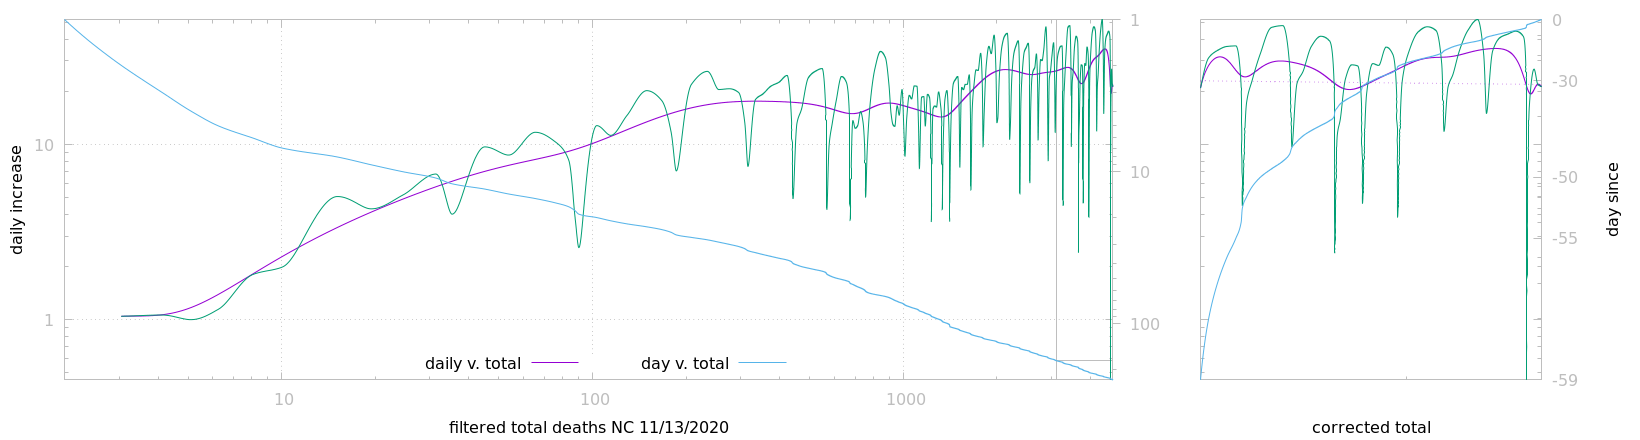 daily increase
10
1
10
100
1000
1
10
100
daily v. total
day v. total
filtered total deaths NC 11/13/2020
0
-30
-50
-55
-59
day since
corrected total